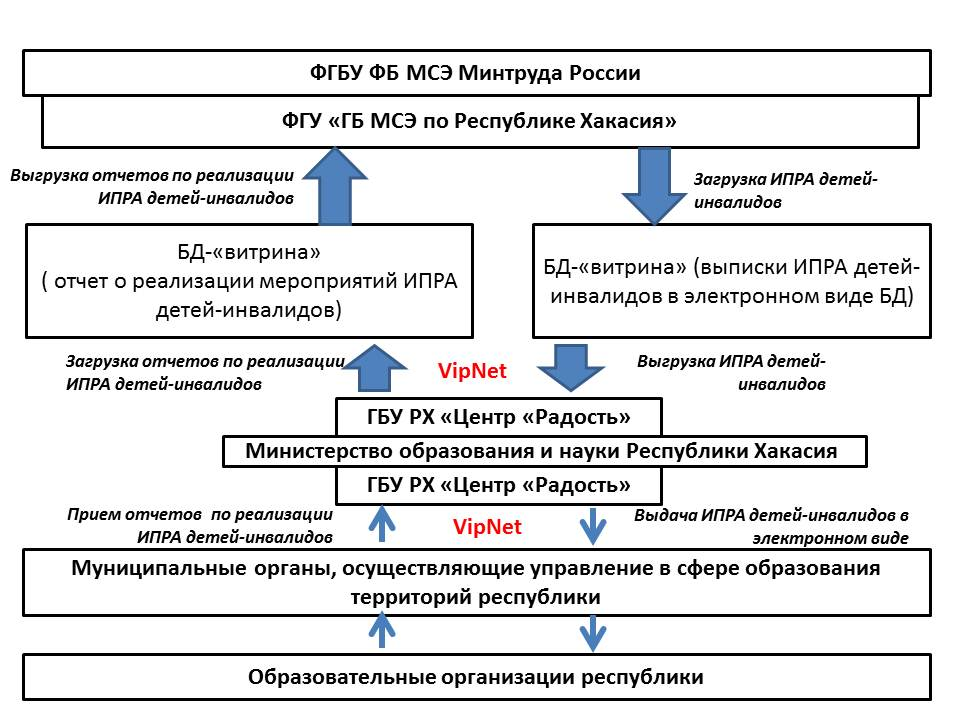 ФГБУ ФБ МСЭ Минтруда России
ФГУ «ГБ МСЭ по Республике Хакасия»
Выгрузка отчетов по реализации
ИПРА детей-инвалидов
Загрузка ИПРА детей-
инвалидов
БД-«витрина»
( отчет о реализации мероприятий ИПРА
детей-инвалидов)
БД-«витрина» (выписки ИПРА детей-
инвалидов в электронном виде БД)
Загрузка отчетов по реализации
ИПРА детей-инвалидов
VipNet
Выгрузка ИПРА детей-
инвалидов
ГБУ РХ «Центр «Радость»
Министерство образования и науки Республики Хакасия
ГБУ РХ «Центр «Радость»
Прием отчетов по реализации
ИПРА детей-инвалидов
VipNet
Выдача ИПРА детей-инвалидов в
электронном виде
Муниципальные органы, осуществляющие управление в сфере образования
территорий республики
Образовательные организации республики